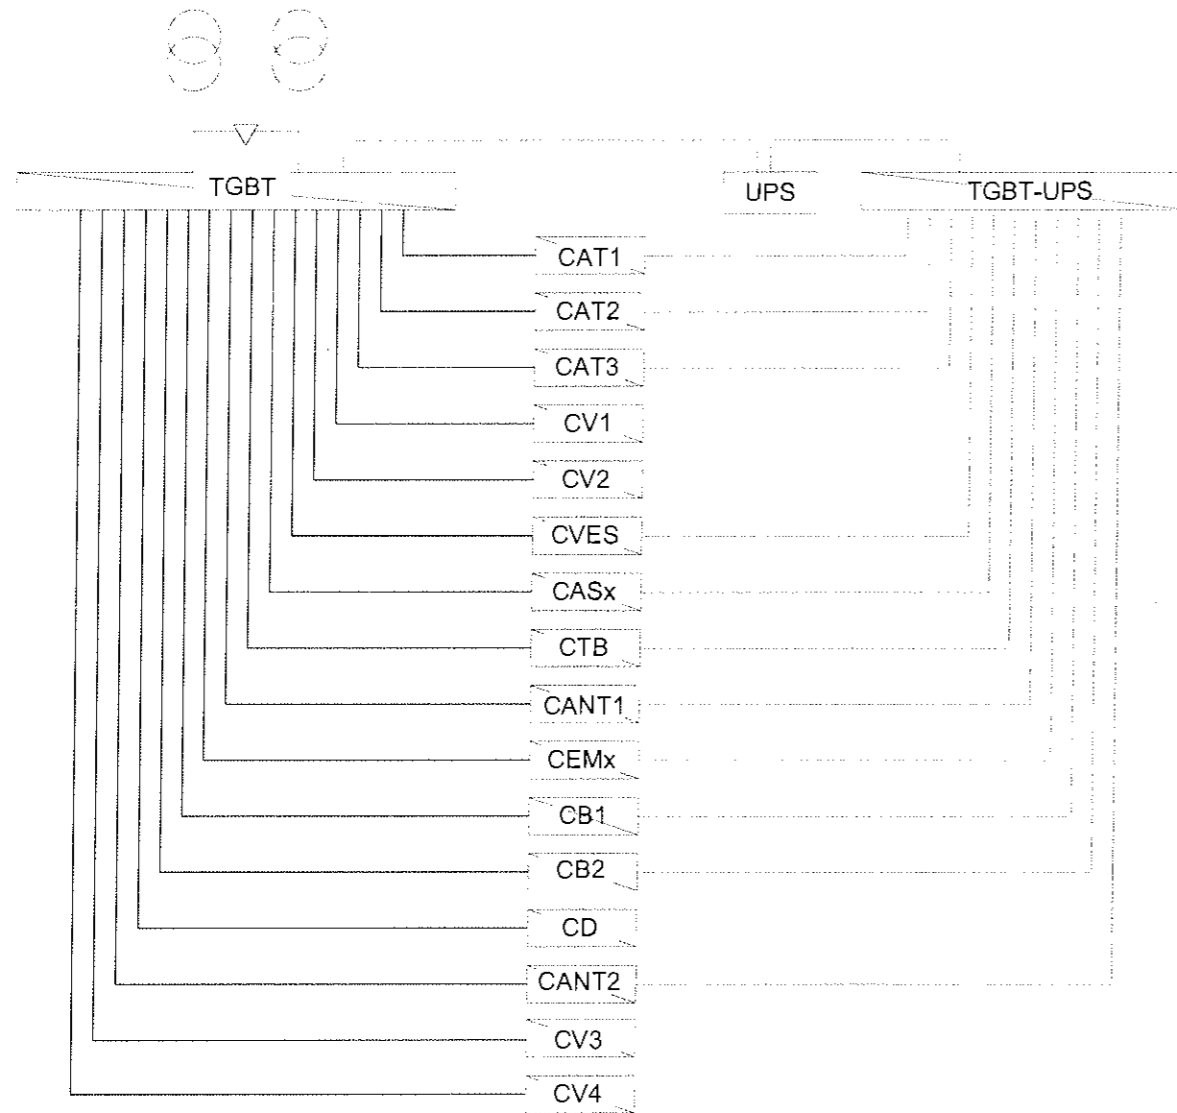 TGBT
UPS
TGBT-UPS
CAT1
CAT2
CAT3
CV1
CV2
CVES
CASx
CTB
CANT1
CEMx
CB1
CB2
CD
CANT2
CV3
CV4